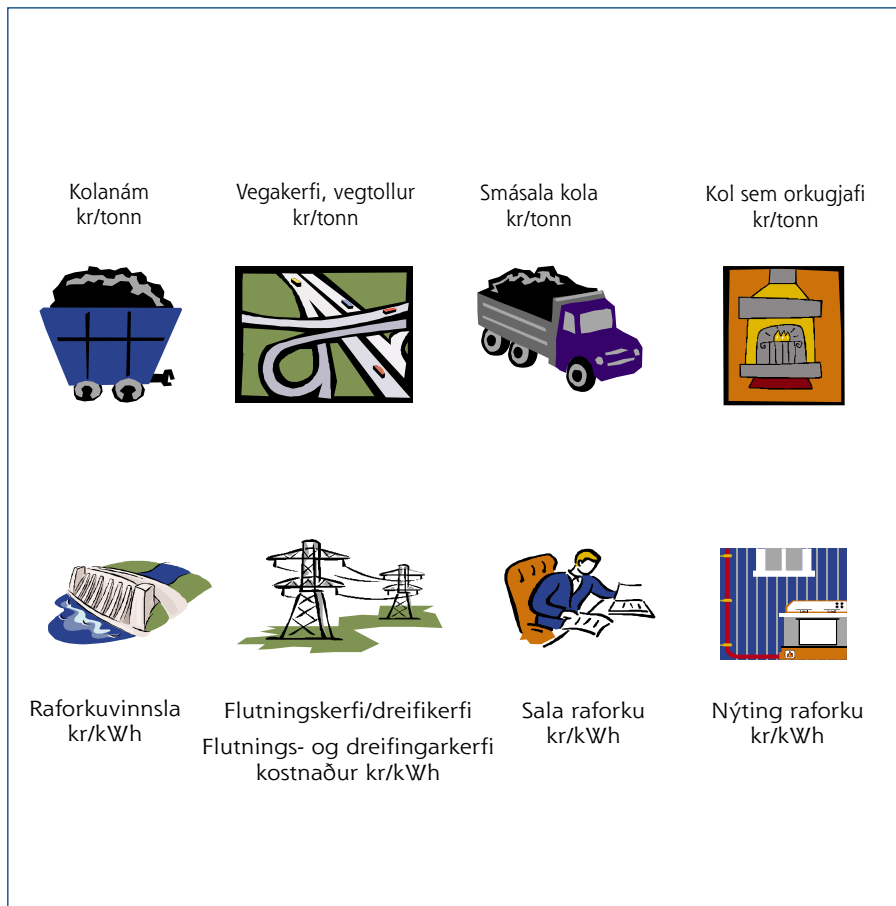 Kolanám
kr/tonn
Vegakerfi, vegtollur
kr/tonn
Smásala kola
kr/tonn
Kol sem orkugjafi
kr/tonn
Raforkuvinnsla
kr/kWh
Flutningskerfi/dreifikerfi
Flutnings- og dreifingarkerfi
kostnaður kr/kWh
Sala raforku
kr/kWh
Nýting raforku
kr/kWh